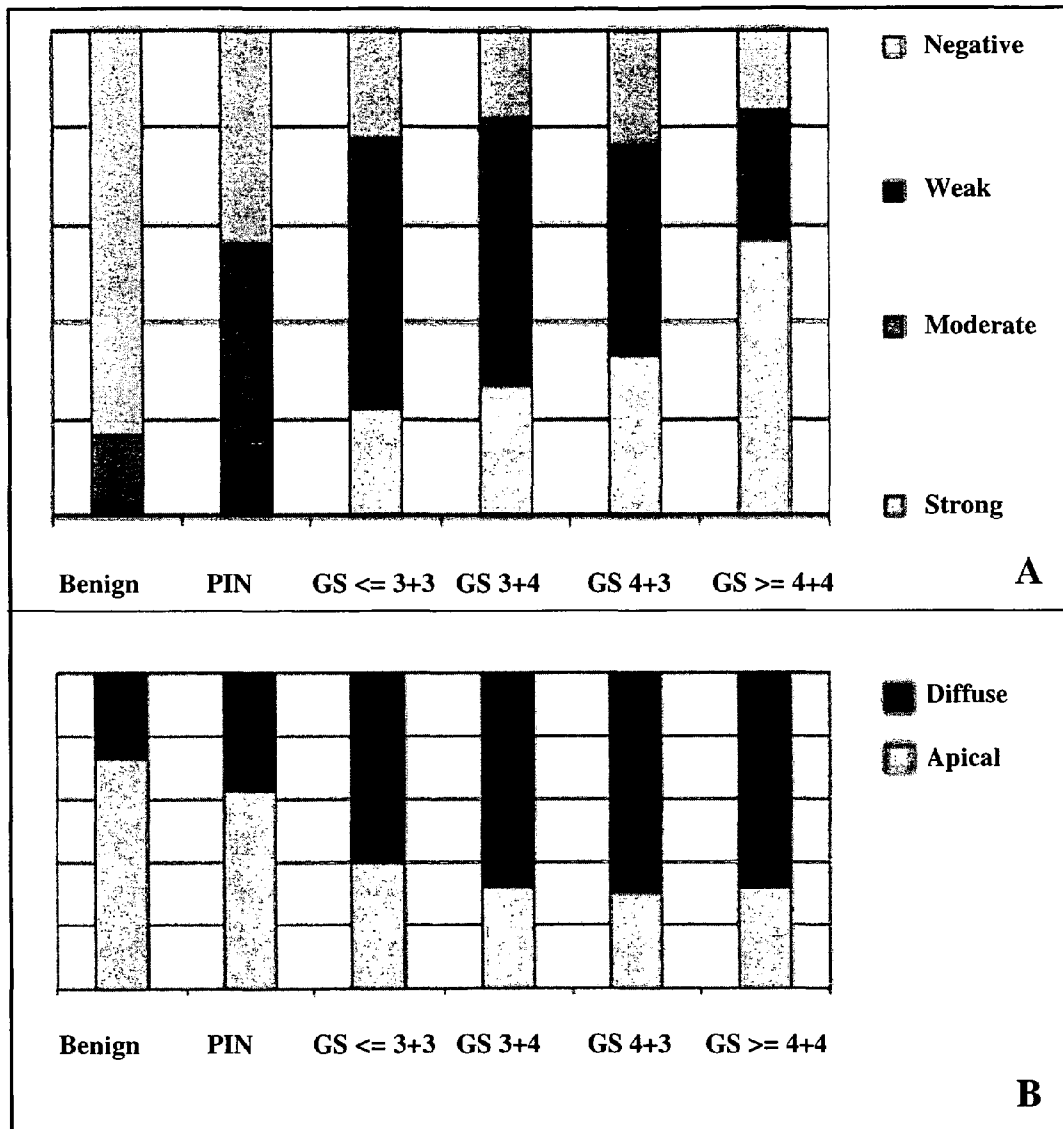 Negative
Weak
Moderate
Strong
A
Benign PIN GS <= 3+3 GS 3+4 GS 4+3 GS >= 4+4
Diffuse
Apical
Benign PIN GS <= 3+3 GS 3+4 GS 4+3 GS >= 4+4
B